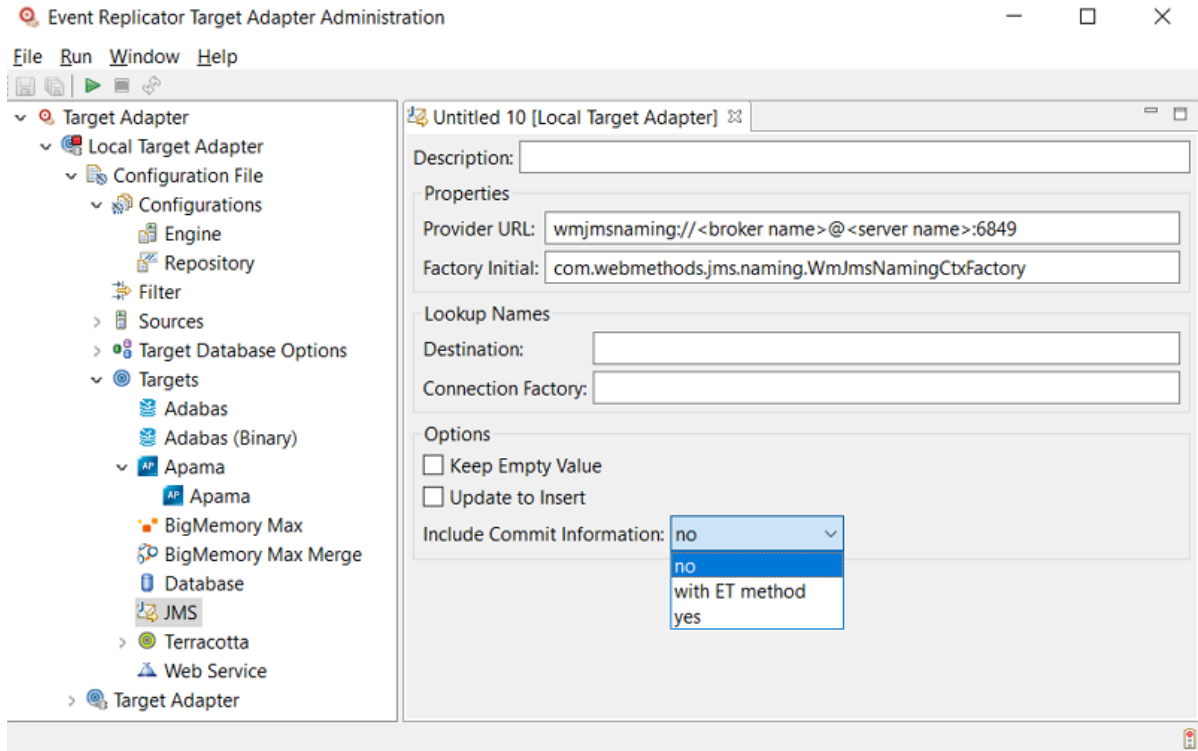 Event Replicator Target Adapter Administration
File Run Window Help
Target Adapter
Local Target Adapter
Configuration File
Configurations
Engine
Repository
Filter
Sources
Target Database Options
Targets
Adabas
Adabas (Binary)
AP Apama
AP Apama
BigMemory Max
BigMemory Max Merge
Database
JMS
Terracotta
Web Service
Target Adapter
Untitled 10 [Local Target Adapter]
Description:
Properties
Provider URL: wmjmsnaming://<broker name>@<server name>:6849
Factory Initial: com.webmethods.jms.naming.WmJmsNamingCtxFactory
Lookup Names
Destination:
Connection Factory:
Options
Keep Empty Value
Update to Insert
Include Commit Information: no
no
with ET method
yes